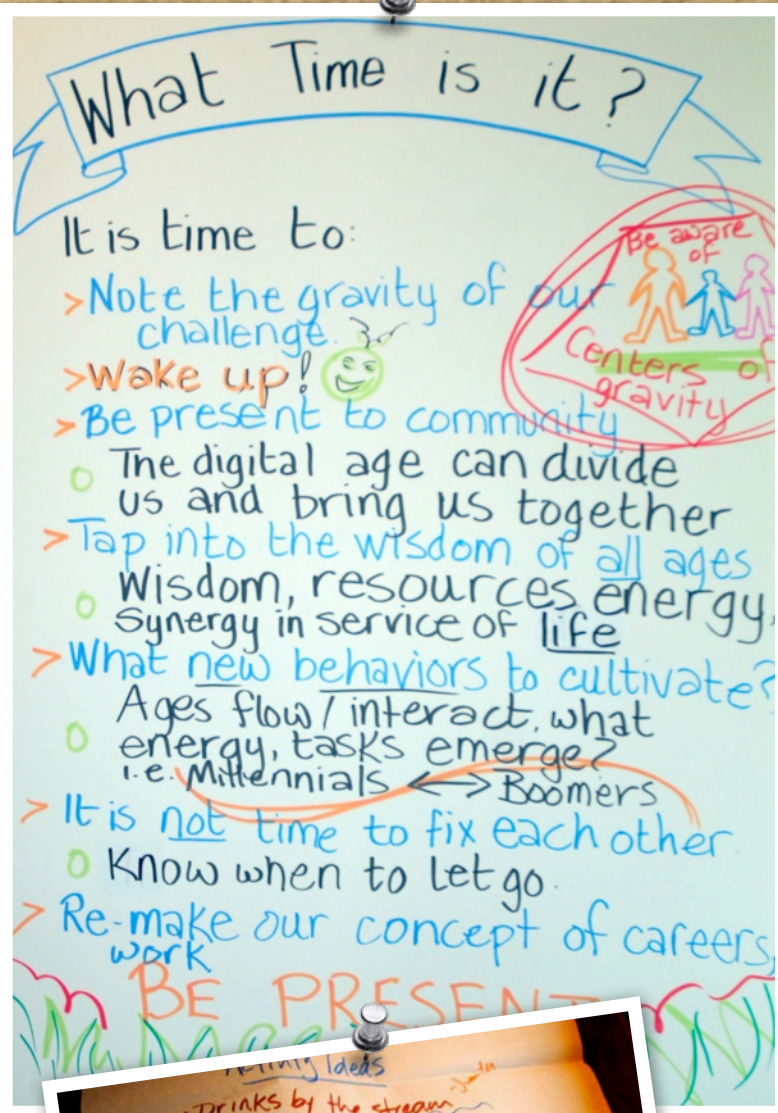 What Time is it?
It is time to:
Be aware
of
Centers of
gravity
>Note the gravity of our
challenge.
>Wake up!
>Be present to community
o The digital age can divide
us and bring us together
>Tap into the wisdom of all ages
o Wisdom, resources, energy,
synergy in service of life
>What new behaviors to cultivate?
o Ages flow/interact, what
energy, tasks emerge?
i.e. Millennials <-> Boomers
> It is not time to fix each other
o Know when to let go.
> Re-make our concept of careers,
work
BE PRESENT
Ideas
Drinks by the stream